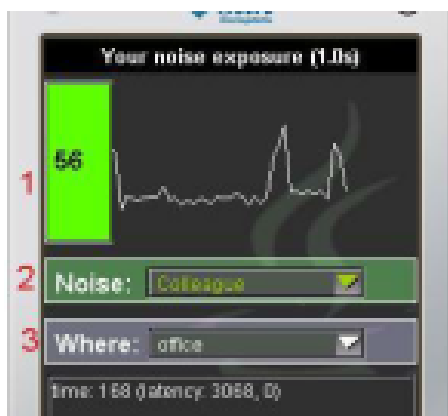 Your noise exposure (1.0s)
56
1
2 Noise: Colleague
3 Where: office
time: 168 (latency: 3068, 0)